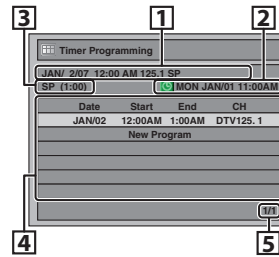 3 1 2
Timer Programming
JAN/ 2/07 12:00 AM 125.1 SP
SP (1:00) MON JAN/01 11:00AM
Date Start End CH
JAN/02 12:00AM 1:00AM DTV125. 1
New Program
1/1
4 5